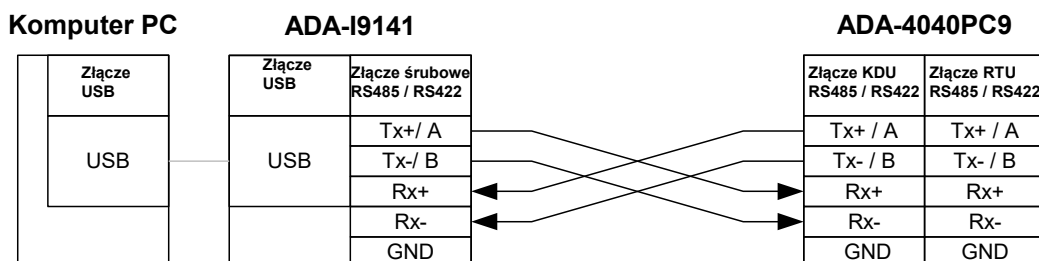 Komputer PC ADA-I9141 ADA-4040PC9
Złącze USB
Złącze USB
Złącze śrubowe RS485 / RS422
Złącze KDU RS485 / RS422
Złącze RTU RS485 / RS422
USB USB
Tx+/ A Tx+ / A Tx+ / A
Tx-/ B Tx- / B Tx- / B
Rx+ Rx+ Rx+
Rx- Rx- Rx-
GND GND GND